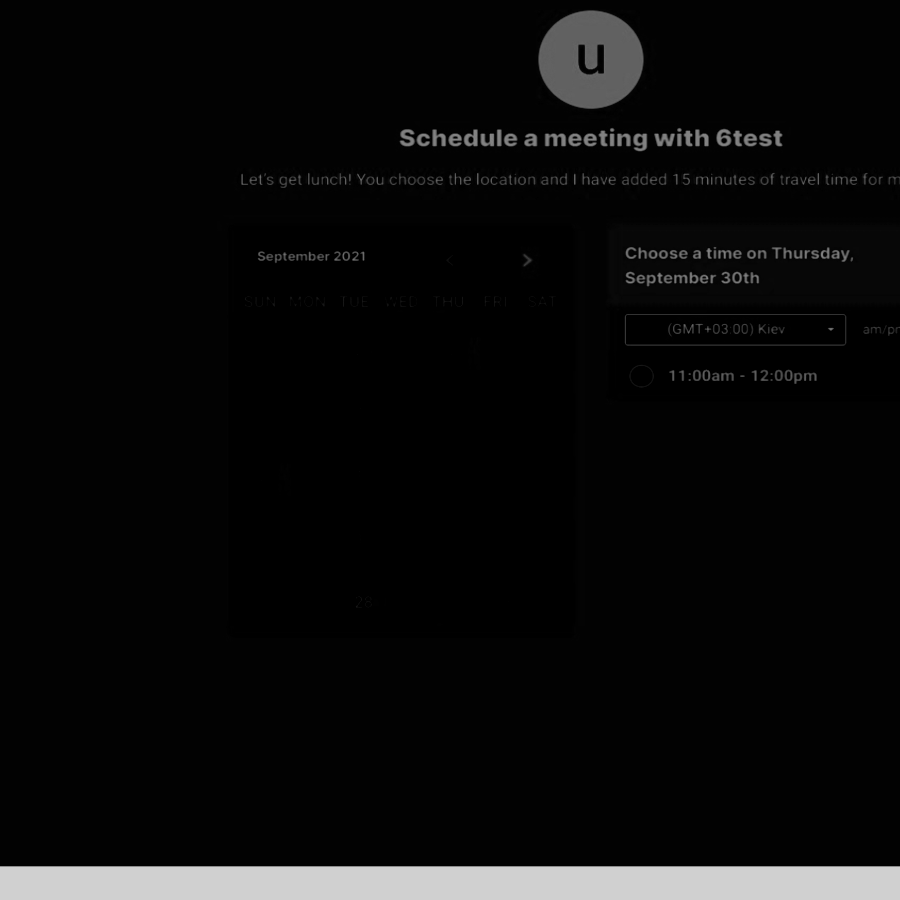 u
Schedule a meeting with 6test
Let's get lunch! You choose the location and I have added 15 minutes of travel time for m
September 2021
SUN MON TUE WED THU FRI SAT
28
Choose a time on Thursday,
September 30th
(GMT+03:00) Kiev
am/pm
11:00am - 12:00pm